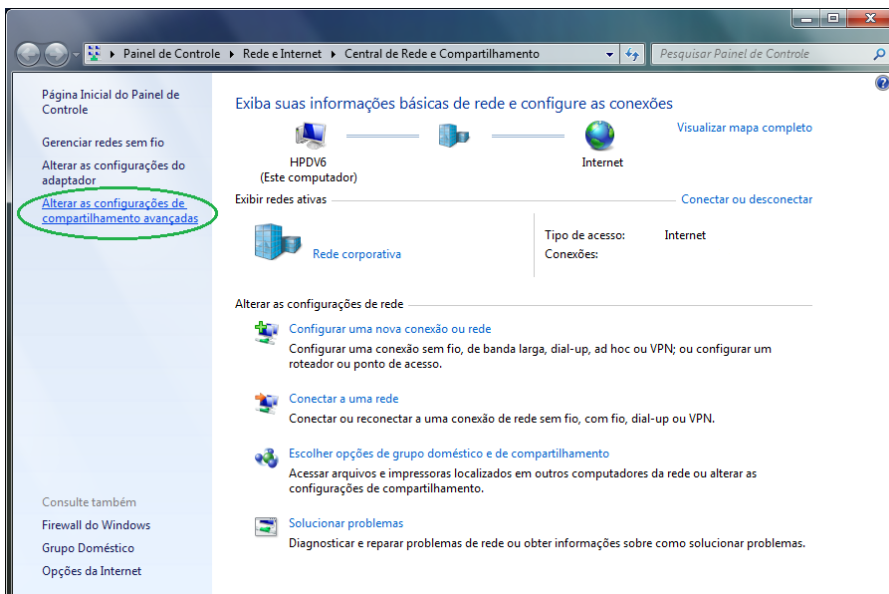 Painel de Controle ▸ Rede e Internet ▸ Central de Rede e Compartilhamento
Pesquisar Painel de Controle
Página Inicial do Painel de
Controle
Gerenciar redes sem fio
Alterar as configurações do
adaptador
Alterar as configurações de
compartilhamento avançadas
Exiba suas informações básicas de rede e configure as conexões
Visualizar mapa completo
HPDV6
(Este computador)
Internet
Exibir redes ativas
Conectar ou desconectar
Rede corporativa
Tipo de acesso: Internet
Conexões:
Alterar as configurações de rede
Configurar uma nova conexão ou rede
Configurar uma conexão sem fio, de banda larga, dial-up, ad hoc ou VPN; ou configurar um
roteador ou ponto de acesso.
Conectar a uma rede
Conectar ou reconectar a uma conexão de rede sem fio, com fio, dial-up ou VPN.
Escolher opções de grupo doméstico e de compartilhamento
Acessar arquivos e impressoras localizados em outros computadores da rede ou alterar as
configurações de compartilhamento.
Solucionar problemas
Diagnosticar e reparar problemas de rede ou obter informações sobre como solucionar problemas.
Consulte também
Firewall do Windows
Grupo Doméstico
Opções da Internet